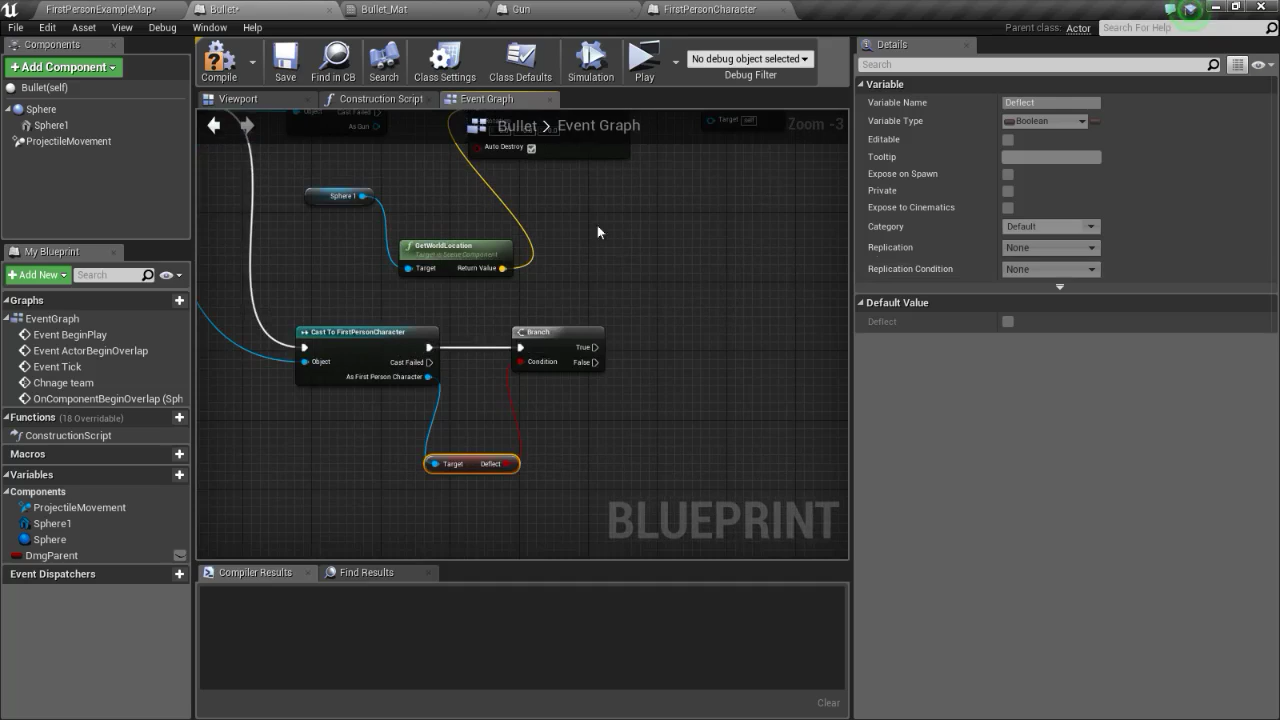 FirstPersonExampleMap*
Bullet*
Bullet_Mat
Gun
FirstPersonCharacter
File Edit Asset View Debug Window Help
Parent class: Actor
Search For Help
Components
Add Component
Bullet(self)
Sphere
Sphere1
ProjectileMovement
My Blueprint
Add New
Search
Graphs
EventGraph
Event BeginPlay
Event ActorBeginOverlap
Event Tick
Chnage team
OnComponentBeginOverlap (Sph
Functions (18 Overridable)
ConstructionScript
Macros
Variables
Components
ProjectileMovement
Sphere1
Sphere
DmgParent
Event Dispatchers
Compile
Save
Find in CB
Search
Class Settings
Class Defaults
Simulation
Play
No debug object selected
Debug Filter
Viewport
Construction Script
Event Graph
Bullet > Event Graph
Zoom -3
Object
Cast Failed
As Gun
Auto Destroy
Target self
Sphere 1
GetWorldLocation
Target is Scene Component
Target Return Value
Cast To FirstPersonCharacter
Object
Cast Failed
As First Person Character
Branch
True
Condition False
Target Deflect
BLUEPRINT
Compiler Results
Find Results
Clear
Details
Search
Variable
Variable Name Deflect
Variable Type Boolean
Editable
Tooltip
Expose on Spawn
Private
Expose to Cinematics
Category Default
Replication None
Replication Condition None
Default Value
Deflect